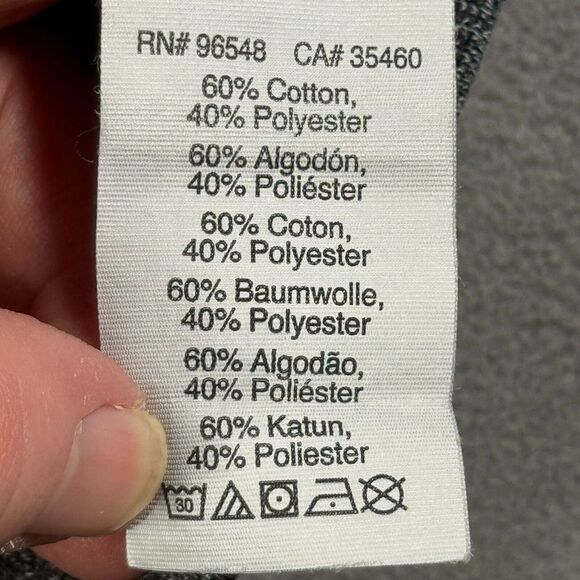 RN# 96548 CA# 35460
60% Cotton,
40% Polyester
60% Algodón,
40% Poliéster
60% Coton,
40% Polyester
60% Baumwolle,
40% Polyester
60% Algodão,
40% Poliéster
60% Katun,
40% Poliester
30